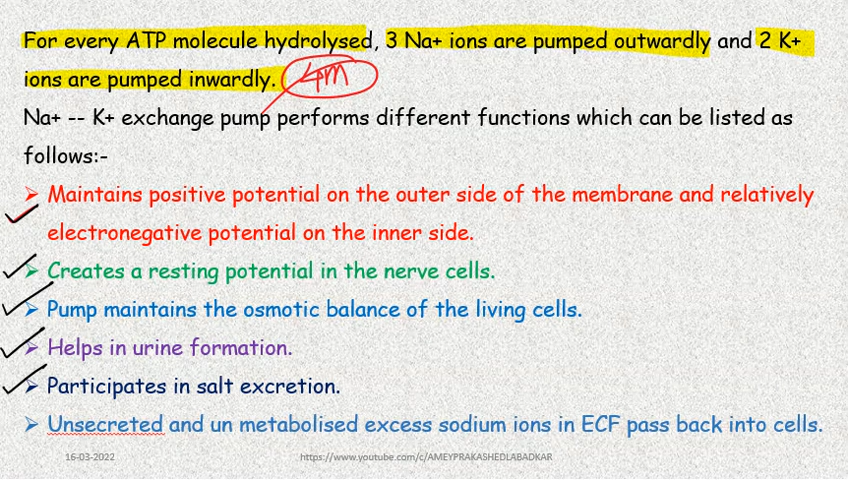 For every ATP molecule hydrolysed, 3 Na+ ions are pumped outwardly and 2 K+
ions are pumped inwardly. 4m
Na+ -- K+ exchange pump performs different functions which can be listed as
follows:-
➢ Maintains positive potential on the outer side of the membrane and relatively
electronegative potential on the inner side.
➢ Creates a resting potential in the nerve cells.
➢ Pump maintains the osmotic balance of the living cells.
➢ Helps in urine formation.
➢ Participates in salt excretion.
➢ Unsecreted and un metabolised excess sodium ions in ECF pass back into cells.
16-03-2022 https://www.youtube.com/c/AMEYPRAKASHEDLABADKAR